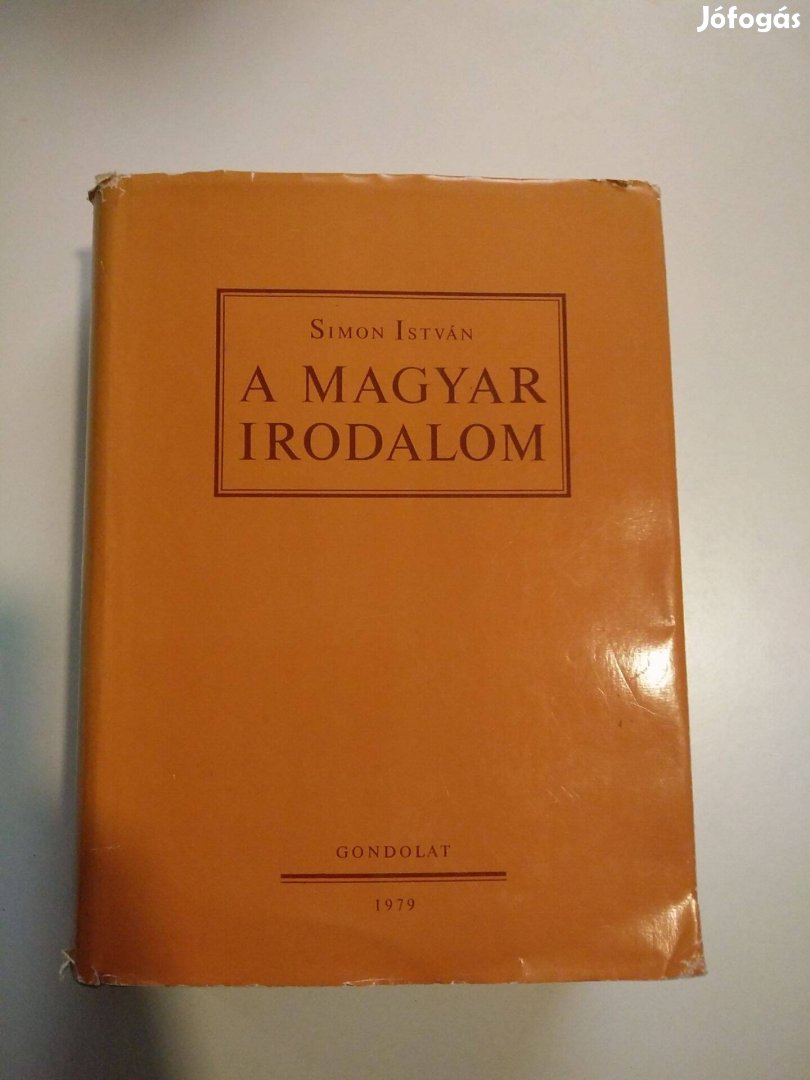 Jófogás
SIMON ISTVÁN
A MAGYAR
IRODALOM
GONDOLAT
1979